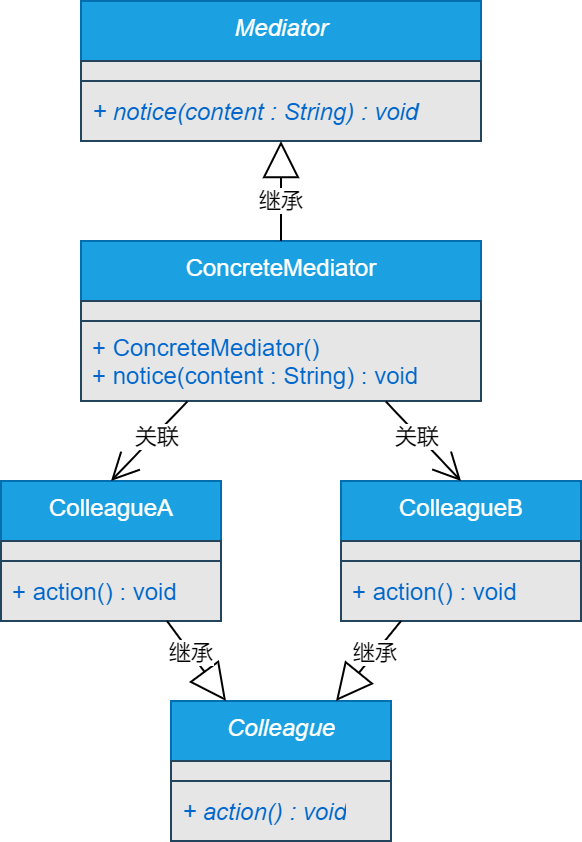 Mediator
+ notice(content : String) : void
继承
ConcreteMediator
+ ConcreteMediator()
+ notice(content : String) : void
关联
关联
ColleagueA
ColleagueB
+ action() : void
+ action() : void
继承
继承
Colleague
+ action() : void